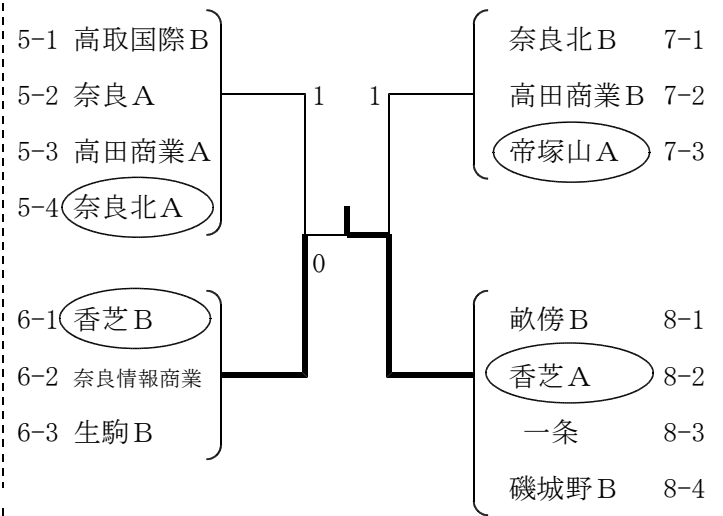 5-1 高取国際B
5-2 奈良A
5-3 高田商業A
5-4 奈良北A
1
0
6-1 香芝B
6-2 奈良情報商業
6-3 生駒B
奈良北B 7-1
高田商業B 7-2
帝塚山A 7-3
1
畝傍B 8-1
香芝A 8-2
一条 8-3
磯城野B 8-4